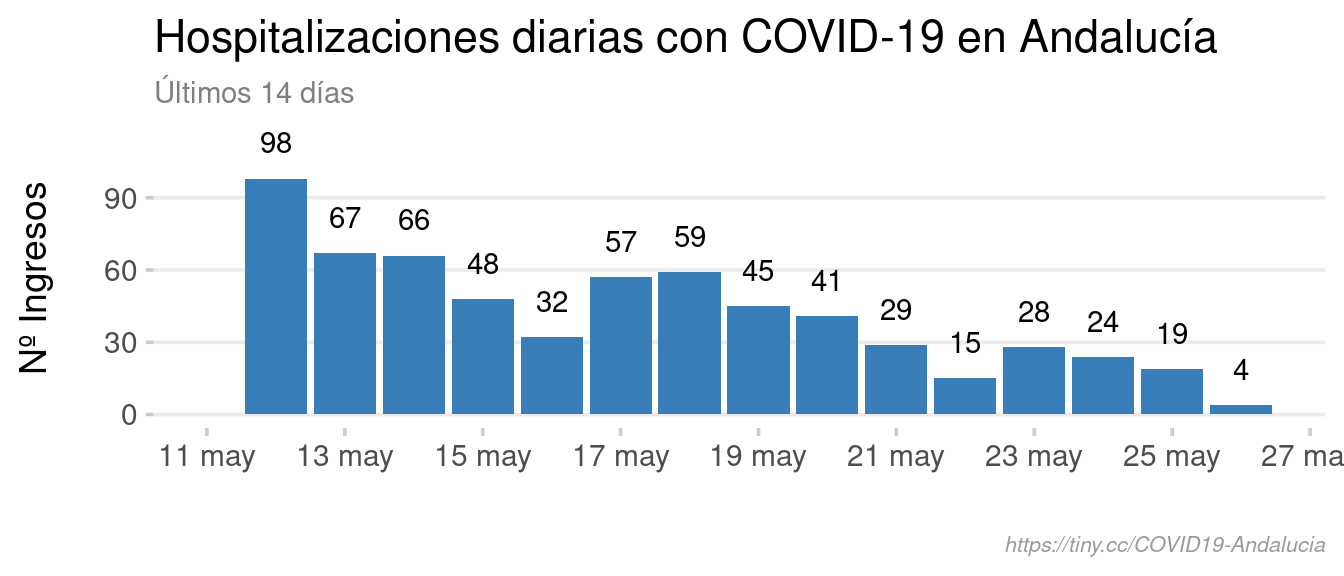 Hospitalizaciones diarias con COVID-19 en Andalucía
Últimos 14 días
Nº Ingresos
90
60
30
0
98
67
66
48
32
57
59
45
41
29
15
28
24
19
4
11 may
13 may
15 may
17 may
19 may
21 may
23 may
25 may
27 ma
https://tiny.cc/COVID19-Andalucia